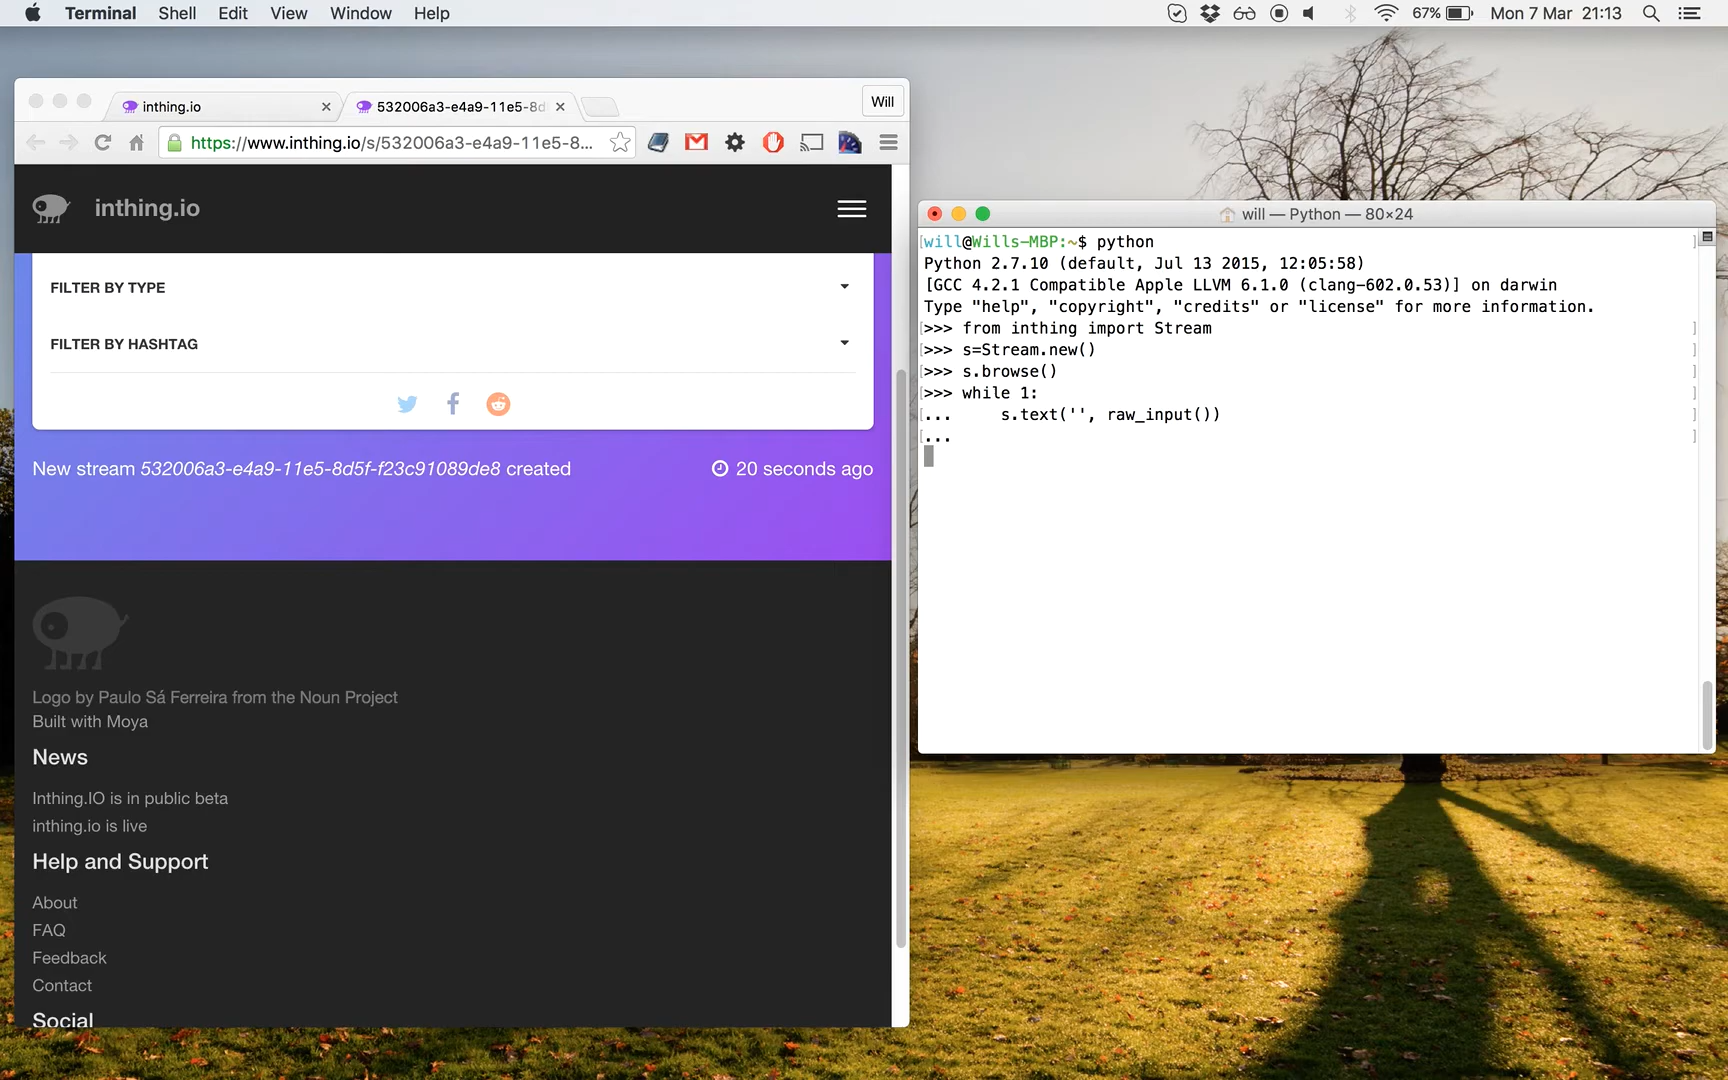 Terminal Shell Edit View Window Help 67% Mon 7 Mar 21:13
inthing.io 532006a3-e4a9-11e5-8d Will
https://www.inthing.io/s/532006a3-e4a9-11e5-8...
inthing.io
FILTER BY TYPE
FILTER BY HASHTAG
New stream 532006a3-e4a9-11e5-8d5f-f23c91089de8 created 20 seconds ago
Logo by Paulo Sá Ferreira from the Noun Project
Built with Moya
News
Inthing.IO is in public beta
inthing.io is live
Help and Support
About
FAQ
Feedback
Contact
Social
will — Python — 80×24
will@Wills-MBP:~$ python
Python 2.7.10 (default, Jul 13 2015, 12:05:58)
[GCC 4.2.1 Compatible Apple LLVM 6.1.0 (clang-602.0.53)] on darwin
Type "help", "copyright", "credits" or "license" for more information.
>>> from inthing import Stream
>>> s=Stream.new()
>>> s.browse()
>>> while 1:
...     s.text('', raw_input())
...